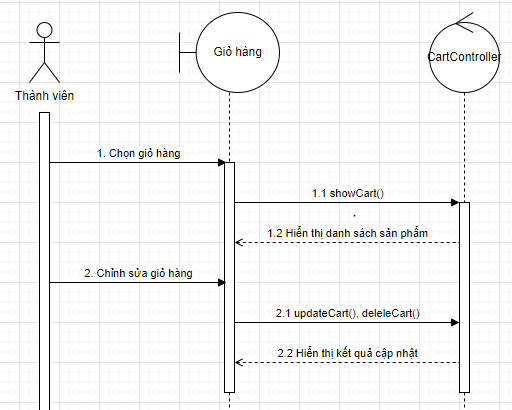 Giỏ hàng
CartController
Thành viên
1. Chọn giỏ hàng
1.1 showCart()
1.2 Hiển thị danh sách sản phẩm
2. Chỉnh sửa giỏ hàng
2.1 updateCart(), deleleCart()
2.2 Hiển thị kết quả cập nhật